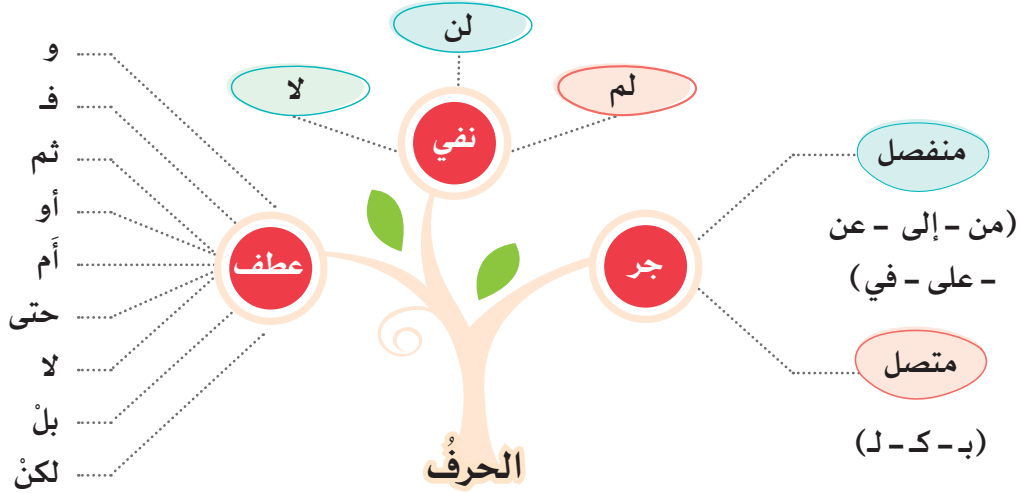 لن
لم
لا
نفي
منفصل
(من - إلى - عن
- على - في)
جر
متصل
(بـ - كـ - لـ)
عطف
و
فـ
ثم
أو
أَم
حتى
لا
بلْ
لكنْ
الحرفُ